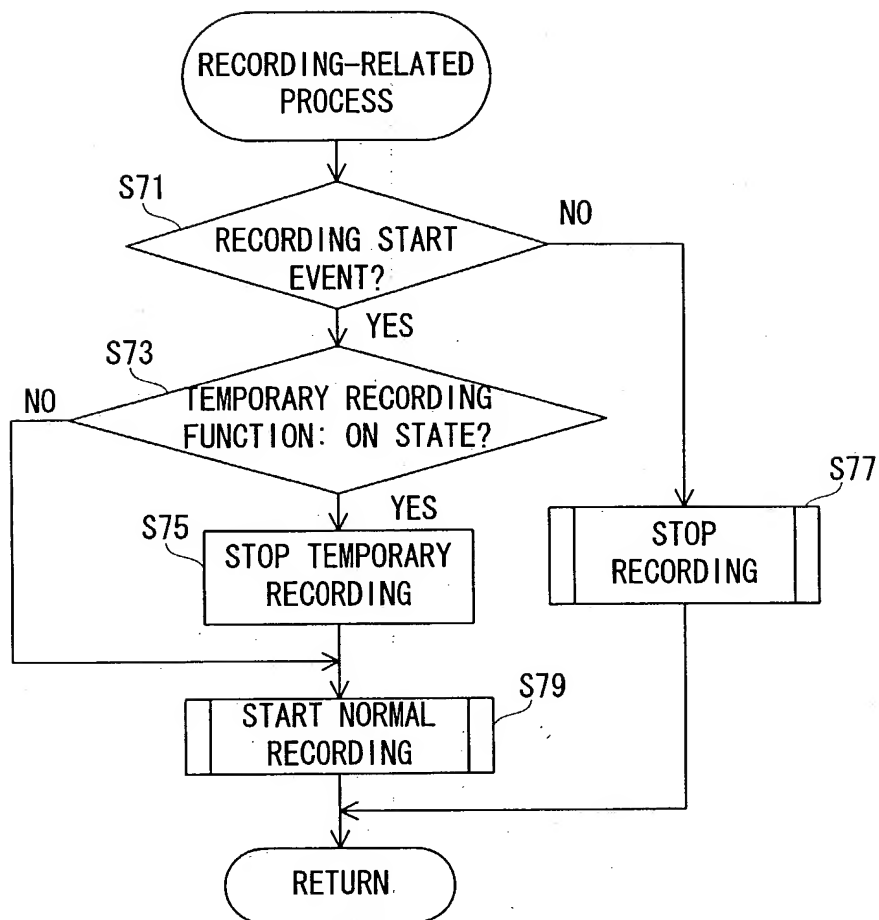 RECORDING-RELATED
PROCESS
S71
NO
RECORDING START
EVENT?
YES
S73
NO
TEMPORARY RECORDING
FUNCTION: ON STATE?
YES
S77
S75
STOP TEMPORARY
RECORDING
STOP
RECORDING
S79
START NORMAL
RECORDING
RETURN